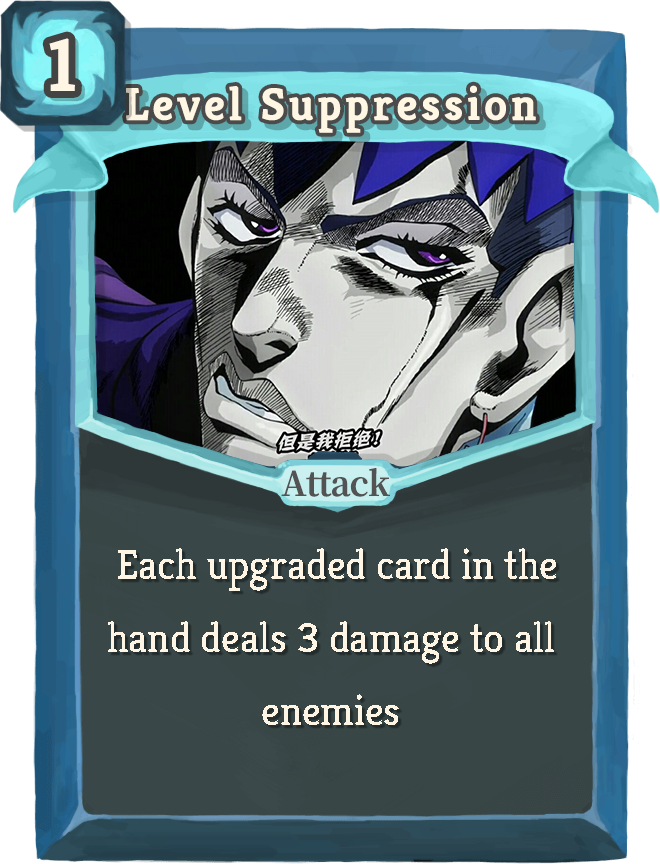 1
Level Suppression
但是我拒绝！
Attack
Each upgraded card in the
hand deals 3 damage to all
enemies